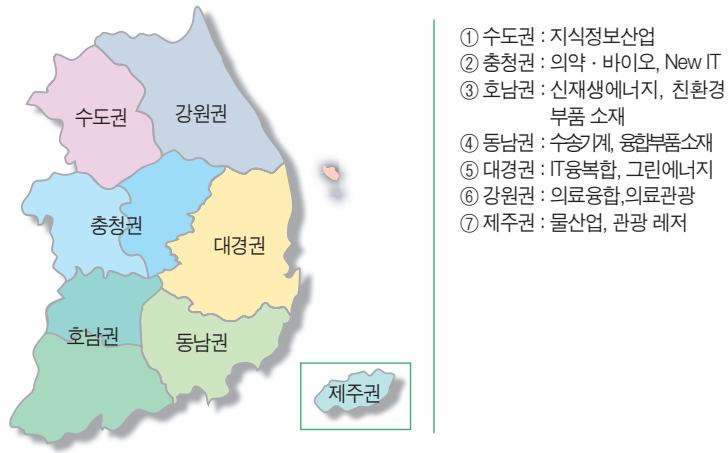 수도권
강원권
충청권
대경권
호남권
동남권
제주권
① 수도권 : 지식정보산업
② 충청권 : 의약 · 바이오, New IT
③ 호남권 : 신재생에너지, 친환경
부품 소재
④ 동남권 : 수송기계, 융합부품소재
⑤ 대경권 : IT융복합, 그린에너지
⑥ 강원권 : 의료융합,의료관광
⑦ 제주권 : 물산업, 관광 레저